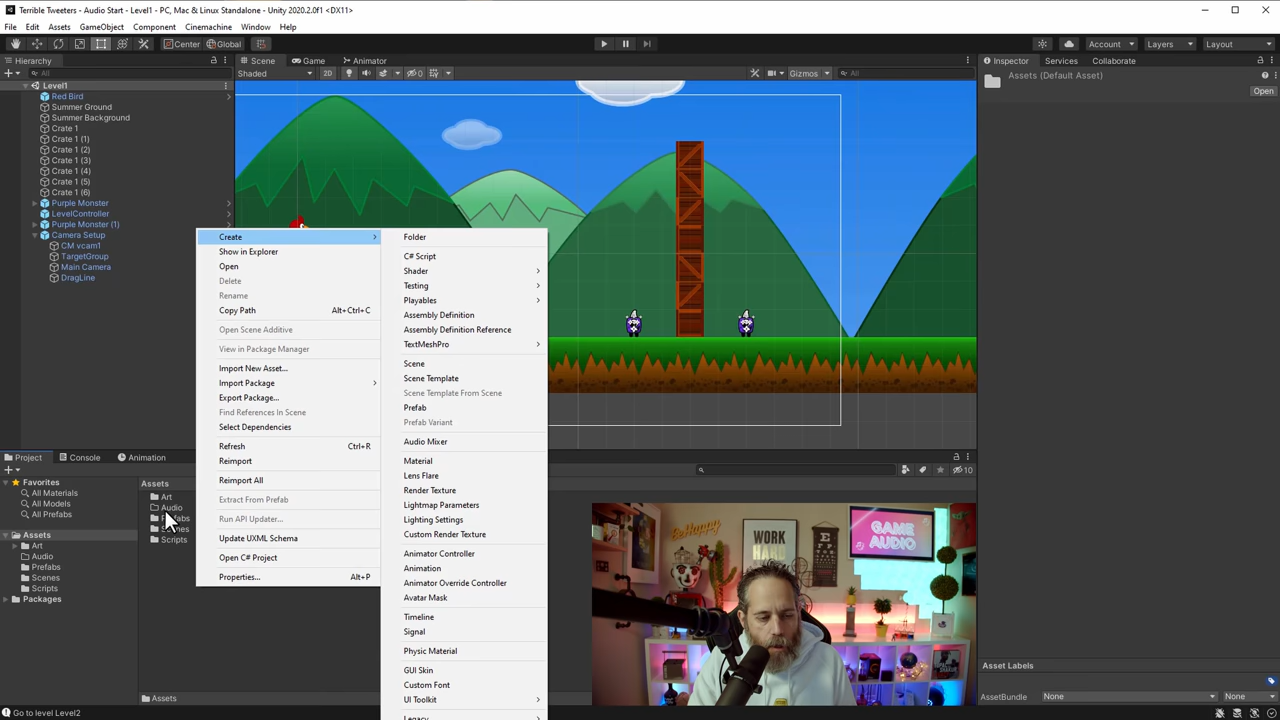 Terrible Tweeters - Audio Start - Level1 - PC, Mac & Linux Standalone - Unity 2020.2.0f1 <DX11>
File Edit Assets GameObject Component Cinemachine Window Help
Center Global Account Layers Layout
Hierarchy
All
Level1
Red Bird
Summer Ground
Summer Background
Crate 1
Crate 1 (1)
Crate 1 (2)
Crate 1 (3)
Crate 1 (4)
Crate 1 (5)
Crate 1 (6)
Purple Monster
LevelController
Purple Monster (1)
Camera Setup
CM vcam1
TargetGroup
Main Camera
DragLine
Scene Game Animator
Shaded 2D 0 Gizmos All
Inspector Services Collaborate
Assets (Default Asset)
Open
Create
Show in Explorer
Open
Delete
Rename
Copy Path Alt+Ctrl+C
Open Scene Additive
View in Package Manager
Import New Asset...
Import Package
Export Package...
Find References In Scene
Select Dependencies
Refresh Ctrl+R
Reimport
Reimport All
Extract From Prefab
Run API Updater...
Update UXML Schema
Open C# Project
Properties... Alt+P
Folder
C# Script
Shader
Testing
Playables
Assembly Definition
Assembly Definition Reference
TextMeshPro
Scene
Scene Template
Scene Template From Scene
Prefab
Prefab Variant
Audio Mixer
Material
Lens Flare
Render Texture
Lightmap Parameters
Lighting Settings
Custom Render Texture
Animator Controller
Animation
Animator Override Controller
Avatar Mask
Timeline
Signal
Physic Material
GUI Skin
Custom Font
UI Toolkit
Legacy
Project Console Animation
10
Favorites
All Materials
All Models
All Prefabs
Assets
Art
Audio
Prefabs
Scenes
Scripts
Packages
Assets
Art
Audio
Prefabs
Scenes
Scripts
Assets
Be Happy
WORK
HARD
GAME
AUDIO
Asset Labels
AssetBundle None None
Go to level Level2